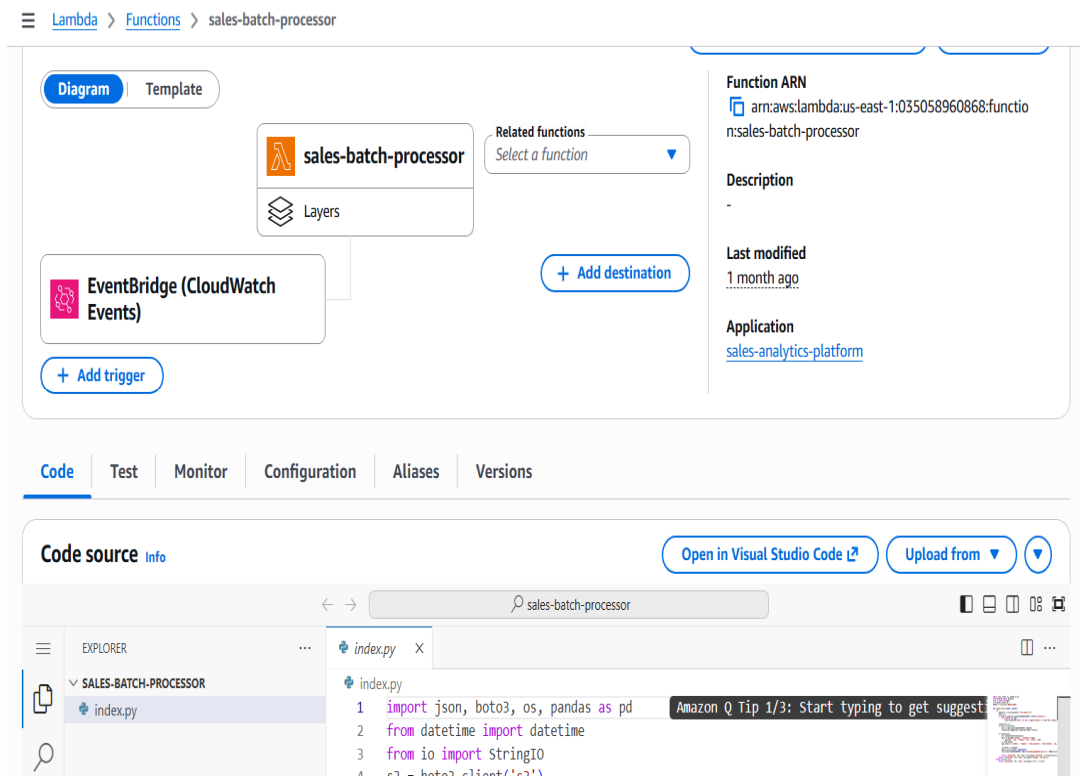 Lambda > Functions > sales-batch-processor
Diagram | Template
sales-batch-processor
Layers
Related functions
Select a function
EventBridge (CloudWatch
Events)
+ Add trigger
+ Add destination
Function ARN
arn:aws:lambda:us-east-1:035058960868:functio
n:sales-batch-processor
Description
-
Last modified
1 month ago
Application
sales-analytics-platform
Code Test Monitor Configuration Aliases Versions
Code source Info
Open in Visual Studio Code
Upload from
sales-batch-processor
EXPLORER ...
SALES-BATCH-PROCESSOR
index.py
index.py X
...
index.py
1 import json, boto3, os, pandas as pd
Amazon Q Tip 1/3: Start typing to get suggesti
2 from datetime import datetime
3 from io import StringIO
4 s3 = boto3.client('s3')